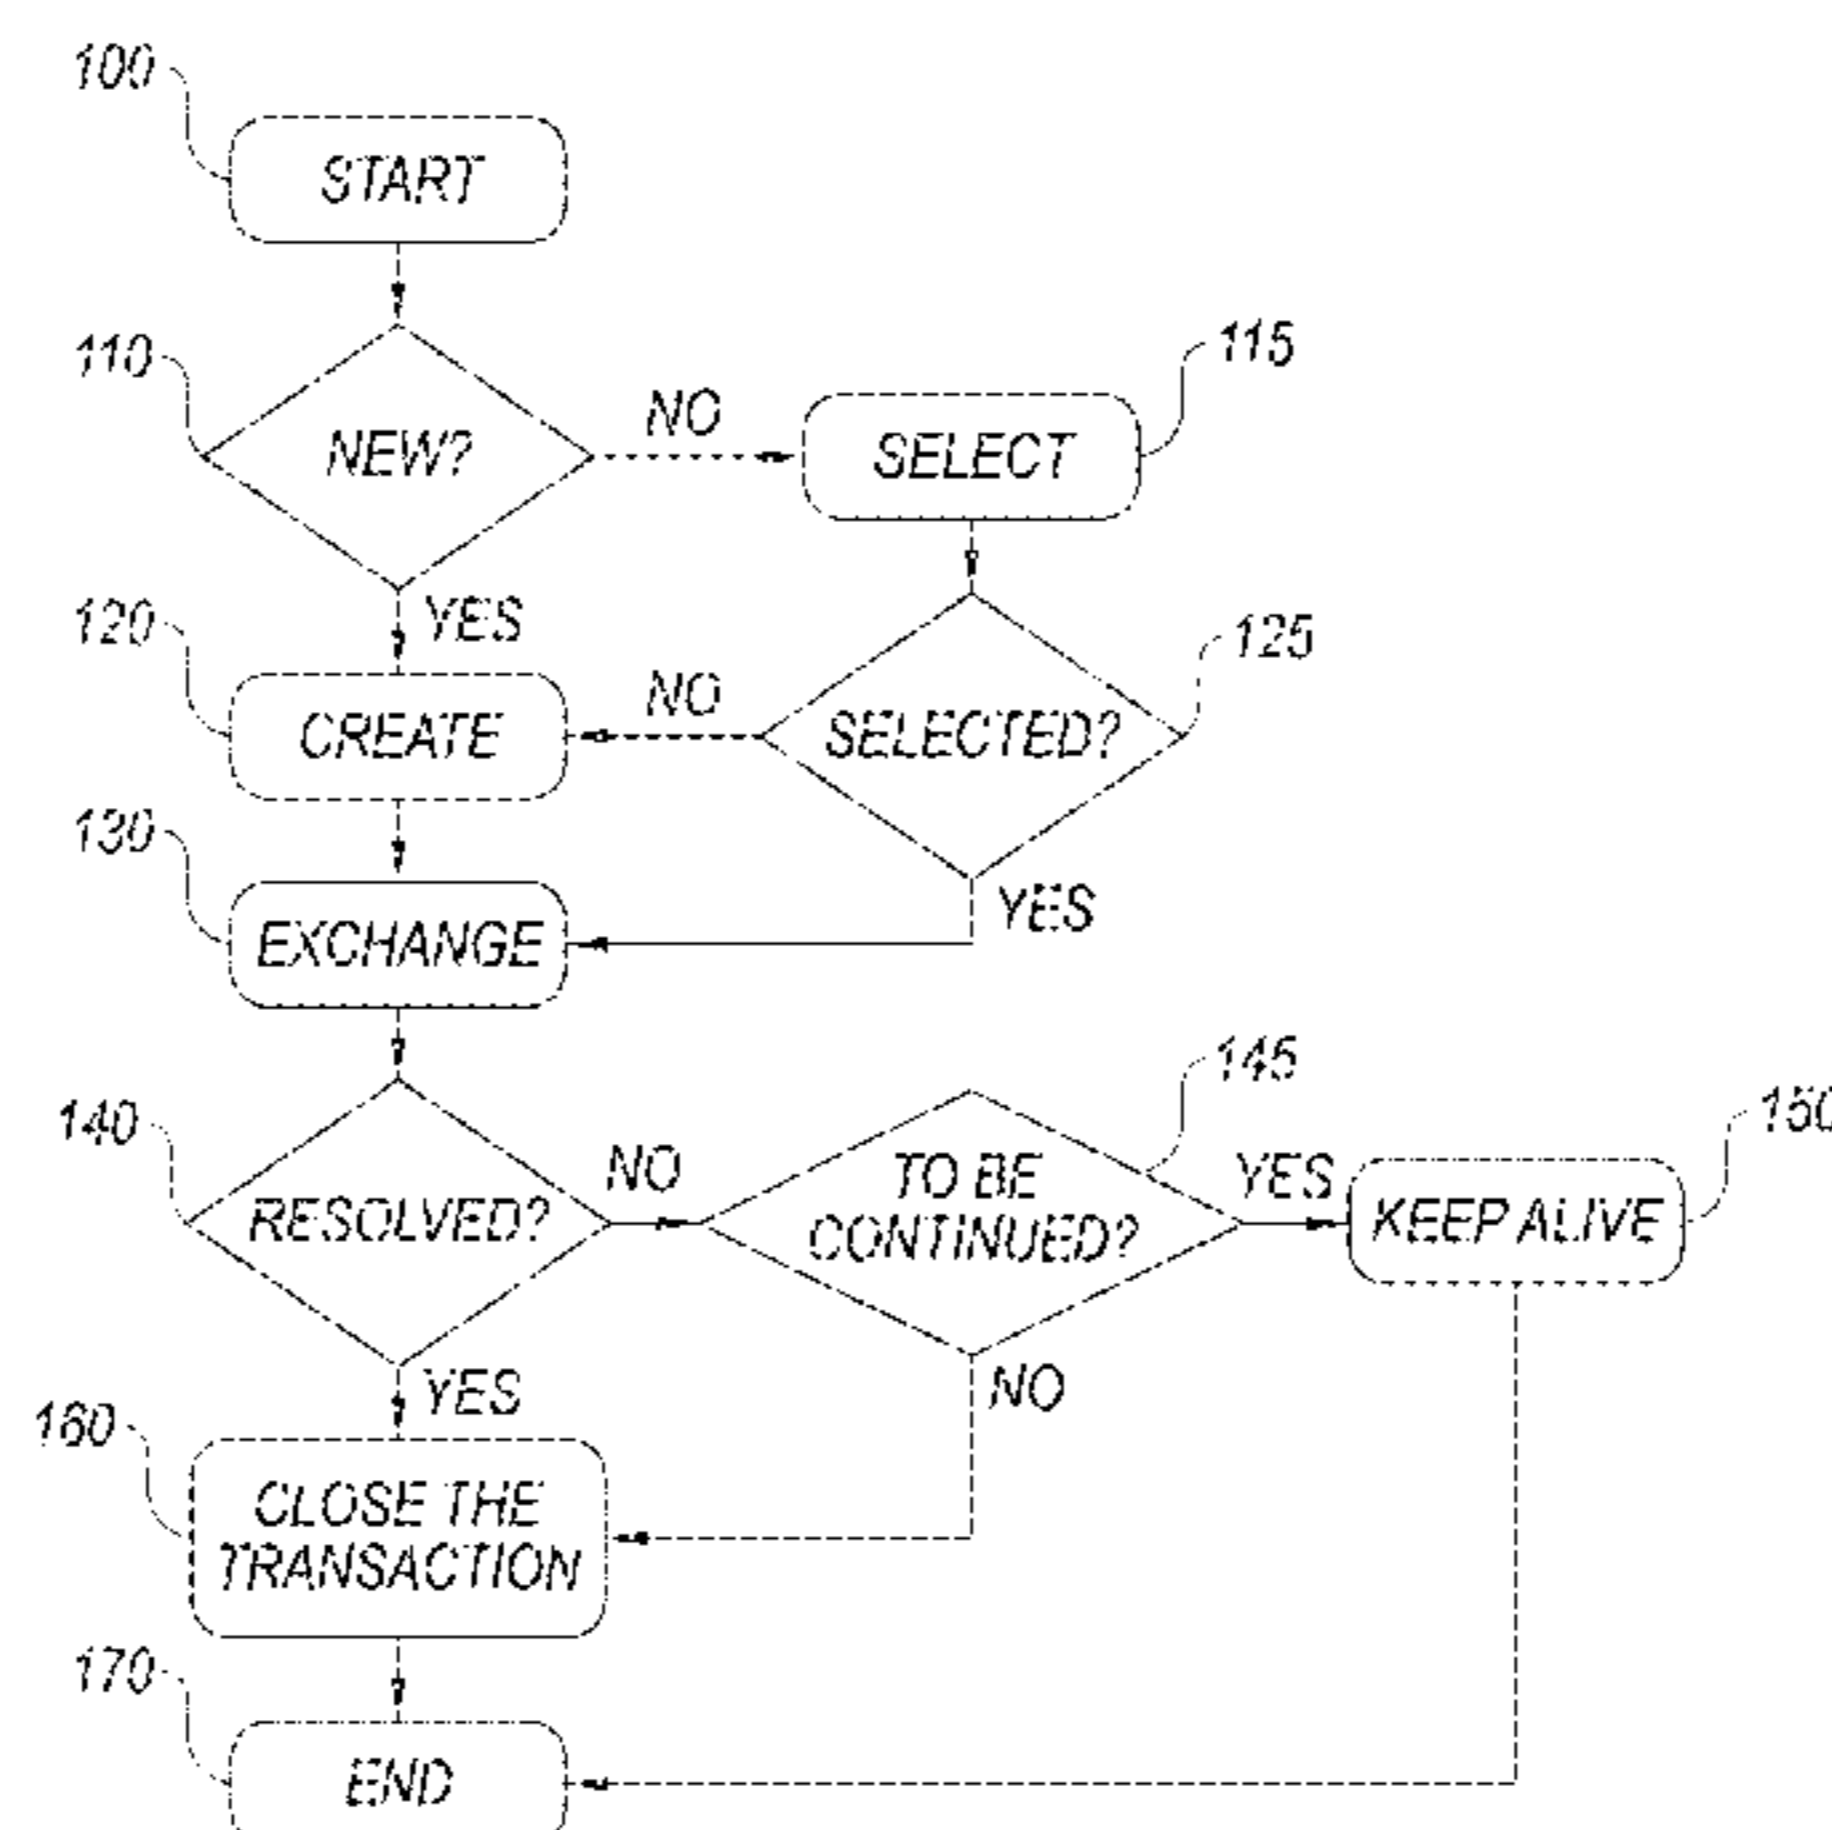 100
START
110
NEW?
NO
SELECT
115
YES
120
CREATE
NO
SELECTED?
125
130
EXCHANGE
YES
140
RESOLVED?
NO
TO BE
CONTINUED?
145
YES
KEEP ALIVE
150
YES
NO
160
CLOSE THE
TRANSACTION
170
END